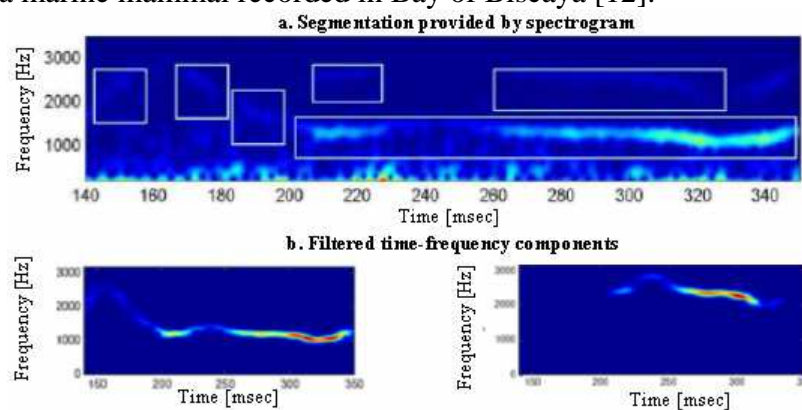 a marine mammal recorded in Bay of Biscaya [12].
a. Segmentation provided by spectrogram
Frequency [Hz]
3000
2000
1000
140 160 180 200 220 240 260 280 300 320 340
Time [msec]
b. Filtered time-frequency components
Frequency [Hz]
3000
2000
1000
0
150 200 250 300 350
Time [msec]
Frequency [Hz]
3000
2000
1000
0
150 210 250 300
Time [msec]